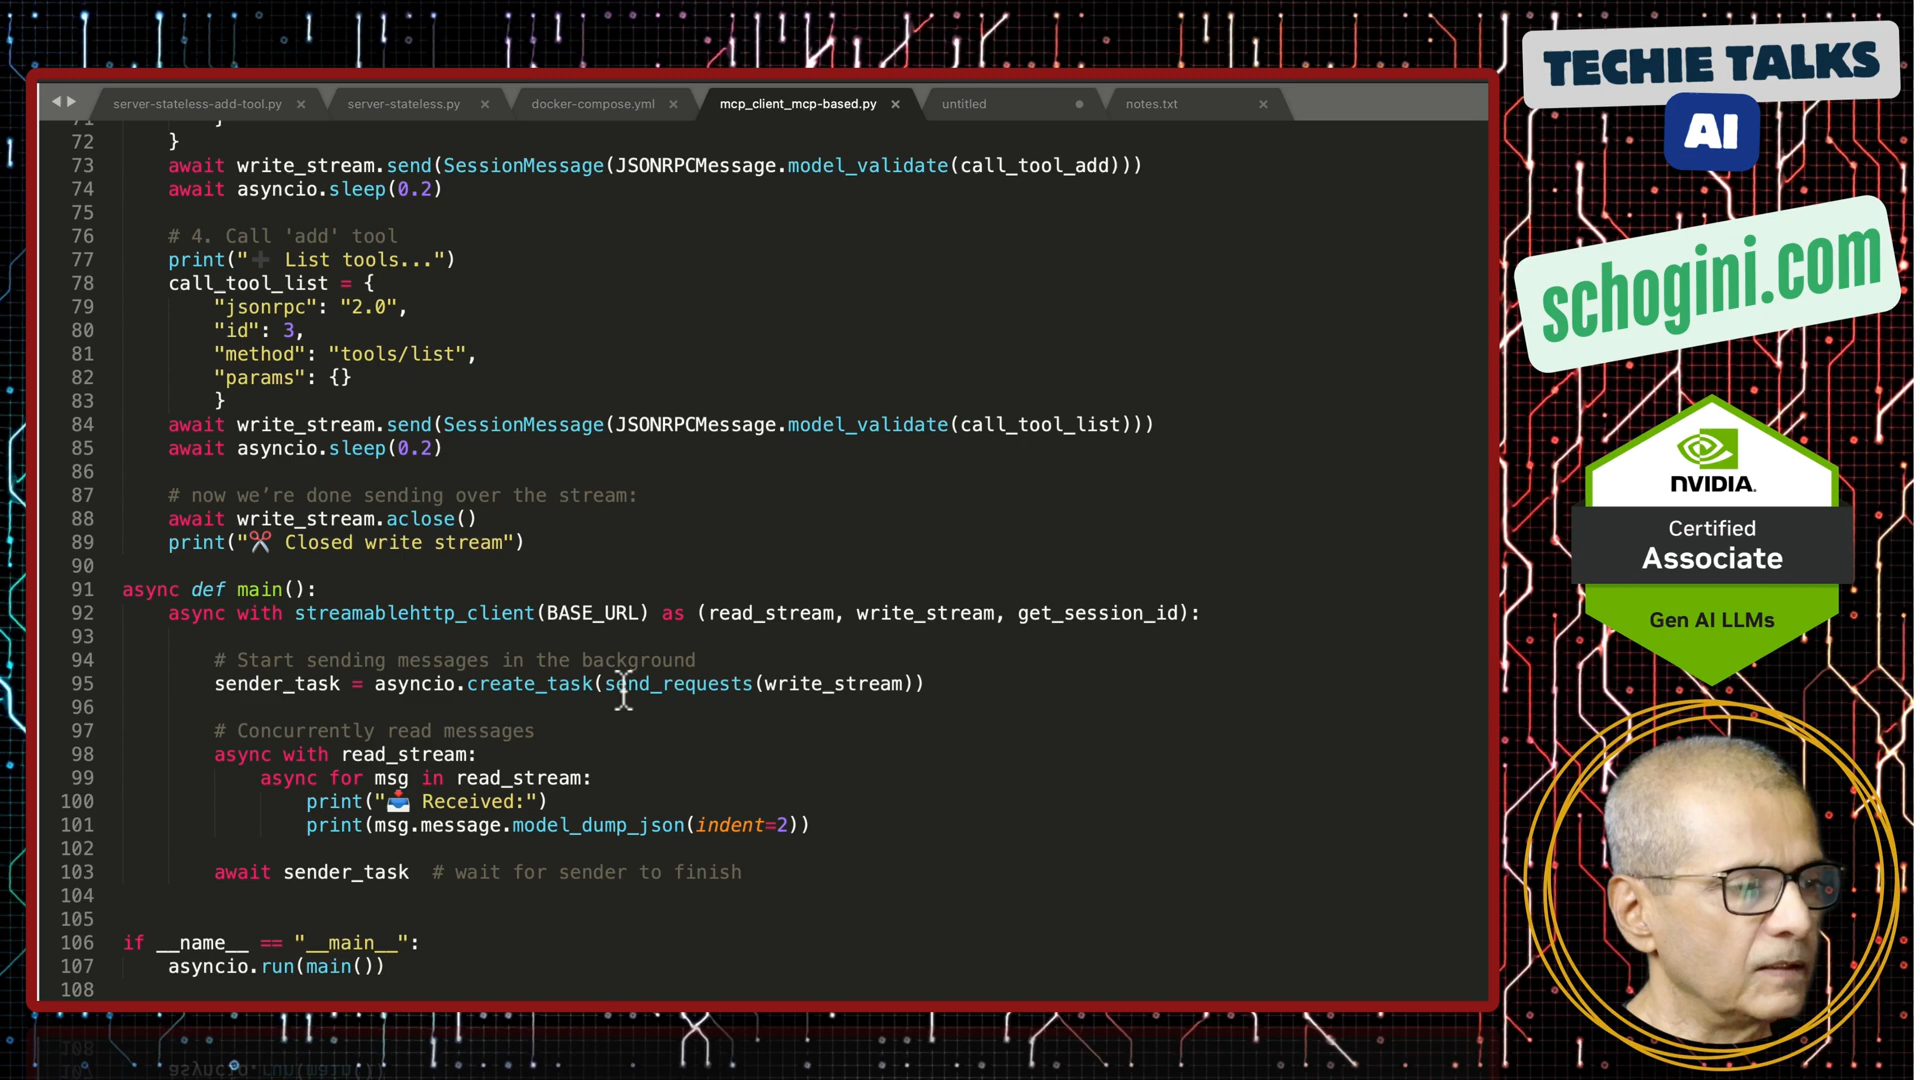 server-stateless-add-tool.py × server-stateless.py × docker-compose.yml × mcp_client_mcp-based.py × untitled notes.txt ×
71 }
72 }
73 await write_stream.send(SessionMessage(JSONRPCMessage.model_validate(call_tool_add)))
74 await asyncio.sleep(0.2)
75
76 # 4. Call 'add' tool
77 print("➕ List tools...")
78 call_tool_list = {
79 "jsonrpc": "2.0",
80 "id": 3,
81 "method": "tools/list",
82 "params": {}
83 }
84 await write_stream.send(SessionMessage(JSONRPCMessage.model_validate(call_tool_list)))
85 await asyncio.sleep(0.2)
86
87 # now we’re done sending over the stream:
88 await write_stream.aclose()
89 print("✂️ Closed write stream")
90
91 async def main():
92 async with streamablehttp_client(BASE_URL) as (read_stream, write_stream, get_session_id):
93
94 # Start sending messages in the background
95 sender_task = asyncio.create_task(send_requests(write_stream))
96
97 # Concurrently read messages
98 async with read_stream:
99 async for msg in read_stream:
100 print("📥 Received:")
101 print(msg.message.model_dump_json(indent=2))
102
103 await sender_task # wait for sender to finish
104
105
106 if __name__ == "__main__":
107 asyncio.run(main())
108
TECHIE TALKS
AI
schogini.com
NVIDIA.
Certified
Associate
Gen AI LLMs